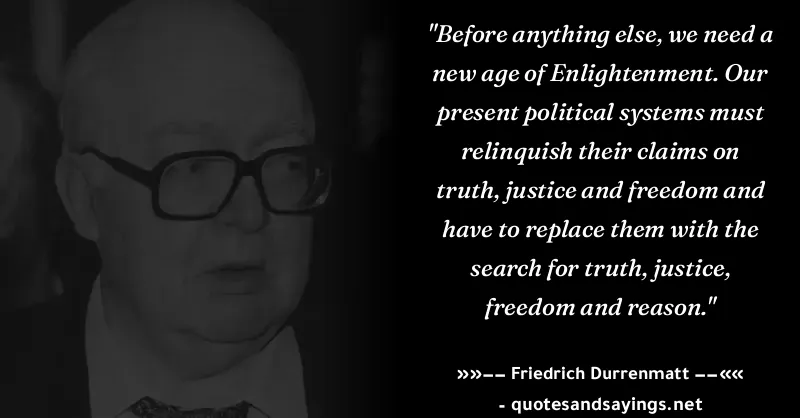 "Before anything else, we need a
new age of Enlightenment. Our
present political systems must
relinquish their claims on
truth, justice and freedom and
have to replace them with the
search for truth, justice,
freedom and reason."
»»–– Friedrich Durrenmatt ––««
- quotesandsayings.net